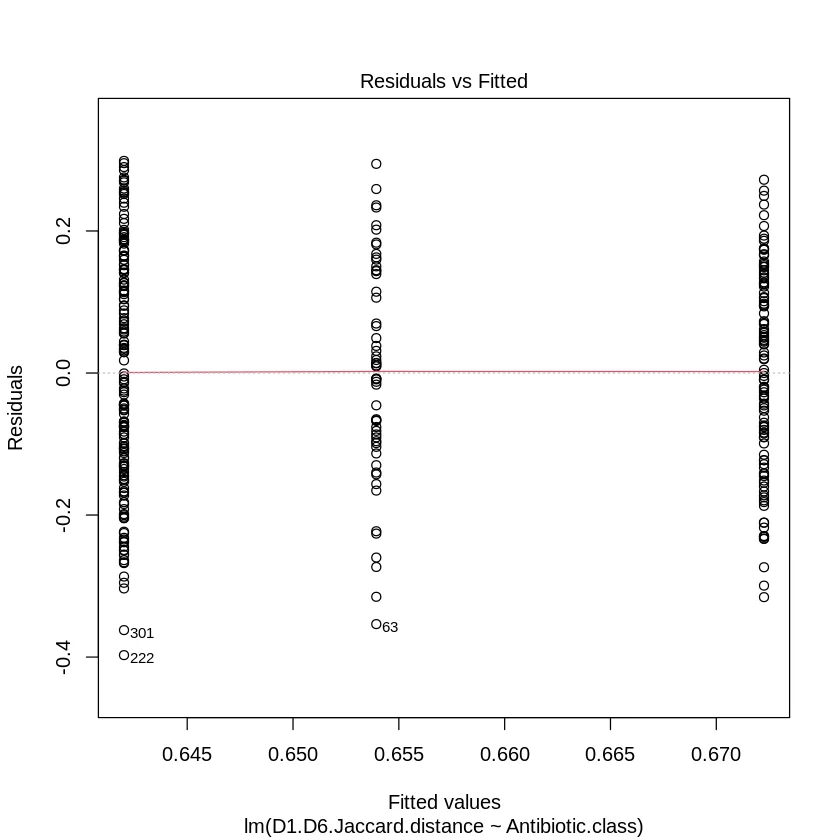 Residuals vs Fitted
Residuals
0.2
0.0
-0.2
-0.4
301
222
63
0.645 0.650 0.655 0.660 0.665 0.670
Fitted values
lm(D1.D6.Jaccard.distance ~ Antibiotic.class)